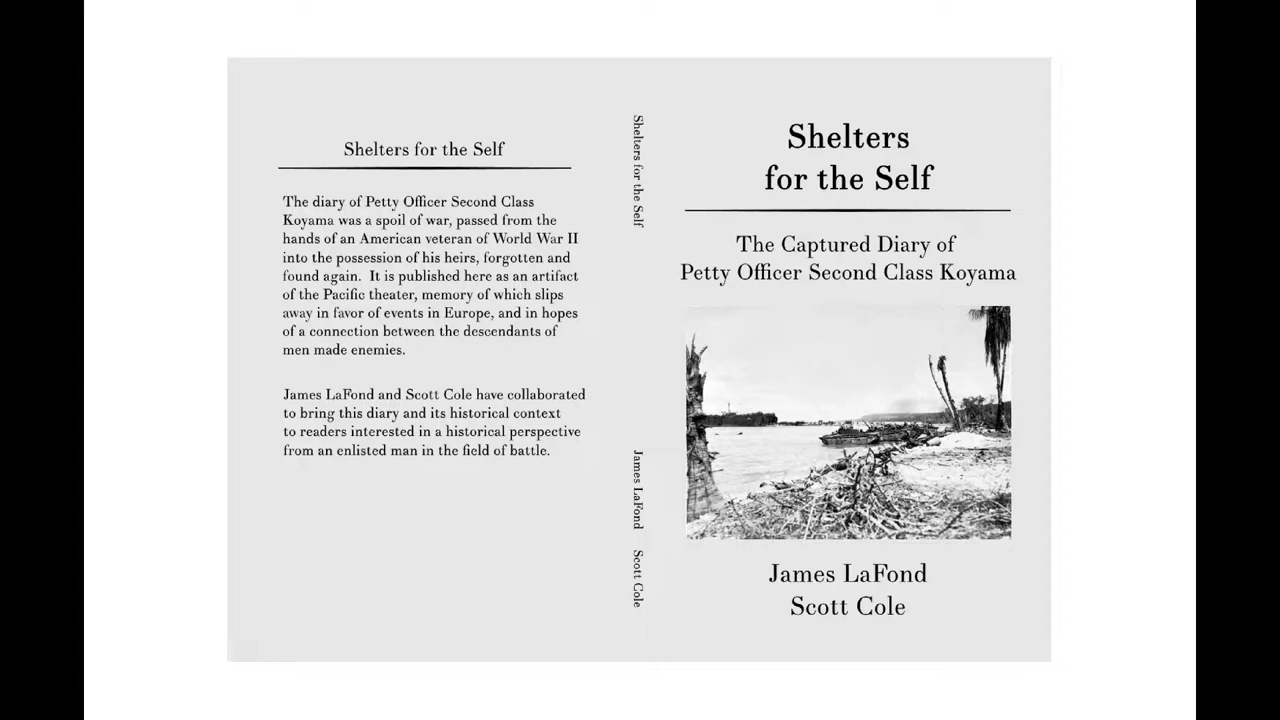 Shelters for the Self
The diary of Petty Officer Second Class
Koyama was a spoil of war, passed from the
hands of an American veteran of World War II
into the possession of his heirs, forgotten and
found again. It is published here as an artifact
of the Pacific theater, memory of which slips
away in favor of events in Europe, and in hopes
of a connection between the descendants of
men made enemies.
James LaFond and Scott Cole have collaborated
to bring this diary and its historical context
to readers interested in a historical perspective
from an enlisted man in the field of battle.
Shelters for the Self
James LaFond
Scott Cole
Shelters
for the Self
The Captured Diary of
Petty Officer Second Class Koyama
James LaFond
Scott Cole